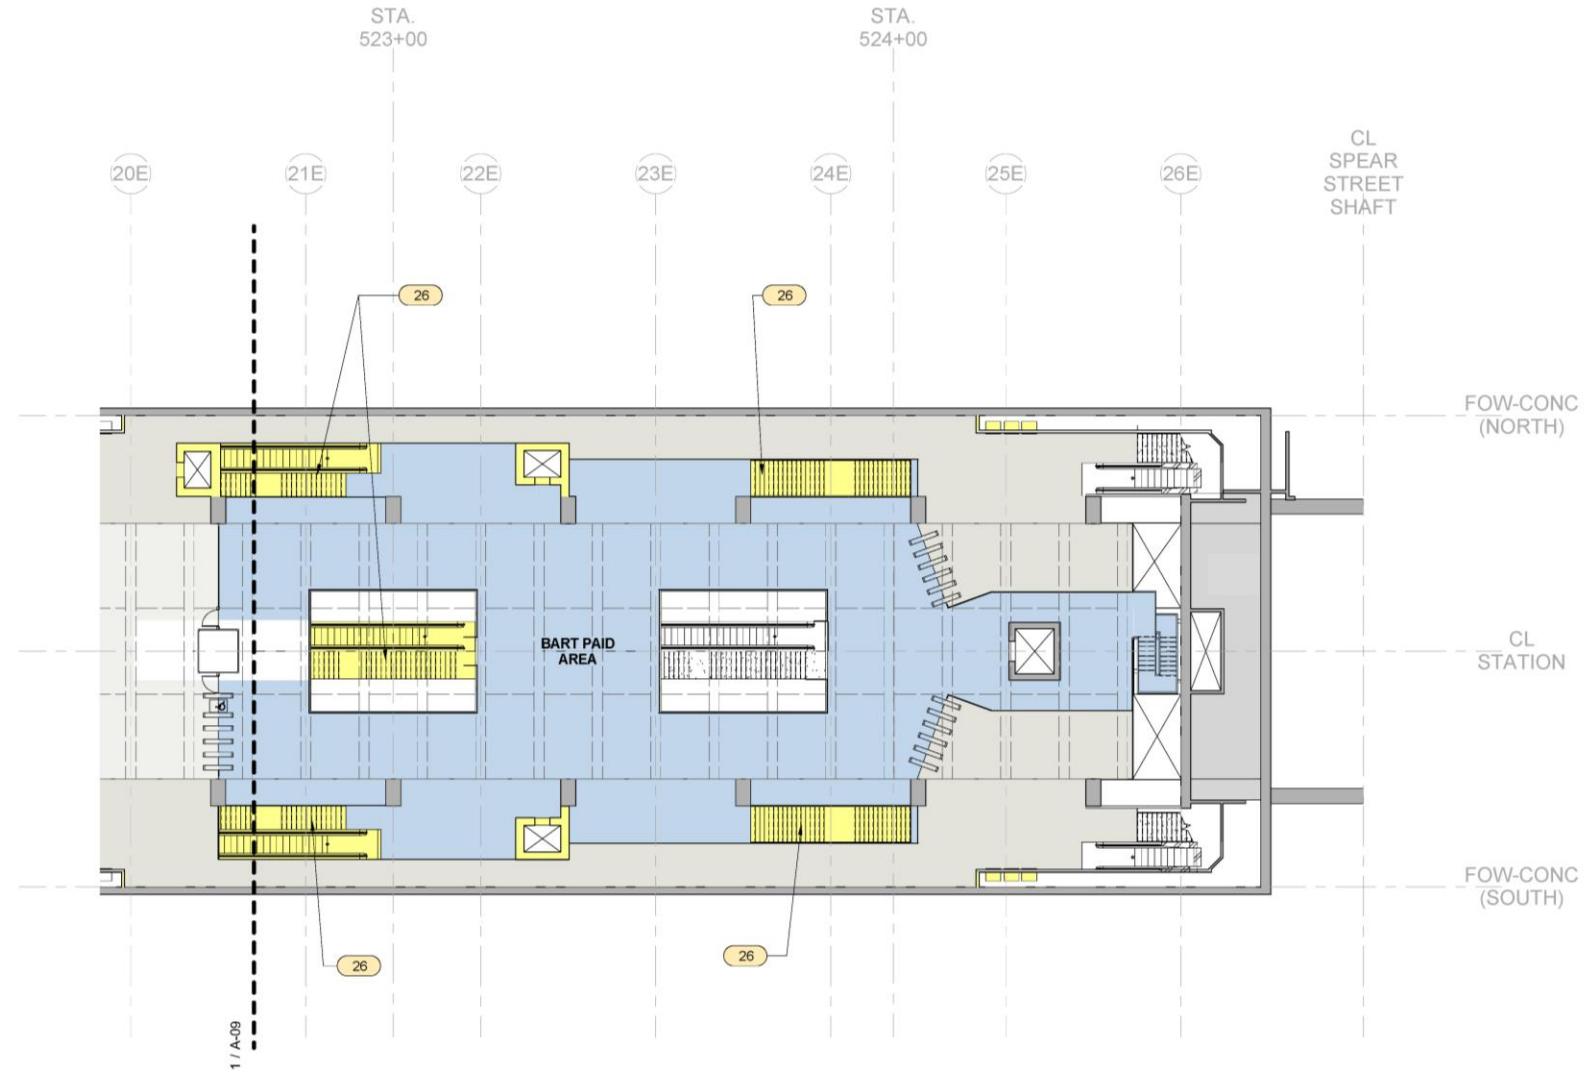 STA.
523+00
STA.
524+00
CL
SPEAR
STREET
SHAFT
20E
21E
22E
23E
24E
25E
26E
26
26
FOW-CONC
(NORTH)
BART PAID
AREA
CL
STATION
FOW-CONC
(SOUTH)
26
26
1 / A-09